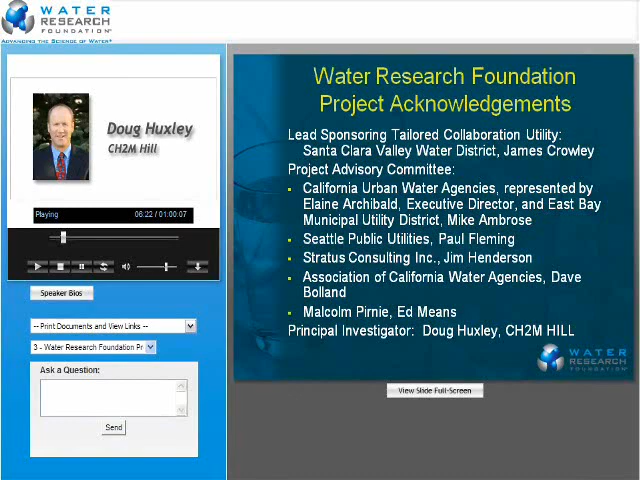 WATER
RESEARCH
FOUNDATION
ADVANCING THE SCIENCE OF WATER
Doug Huxley
CH2M Hill
Playing
06:22 / 01:00:07
Speaker Bios
-- Print Documents and View Links --
3 - Water Research Foundation Pr
Ask a Question:
Send
Water Research Foundation
Project Acknowledgements
Lead Sponsoring Tailored Collaboration Utility:
Santa Clara Valley Water District, James Crowley
Project Advisory Committee:
▪ California Urban Water Agencies, represented by
Elaine Archibald, Executive Director, and East Bay
Municipal Utility District, Mike Ambrose
▪ Seattle Public Utilities, Paul Fleming
▪ Stratus Consulting Inc., Jim Henderson
▪ Association of California Water Agencies, Dave
Bolland
▪ Malcolm Pirnie, Ed Means
Principal Investigator: Doug Huxley, CH2M HILL
WATER
RESEARCH
FOUNDATION
View Slide Full-Screen